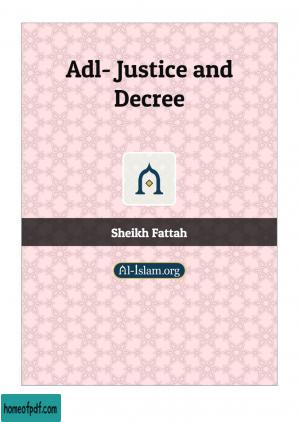 Adl- Justice and
Decree
Sheikh Fattah
Al-Islam.org
homeofpdf.com